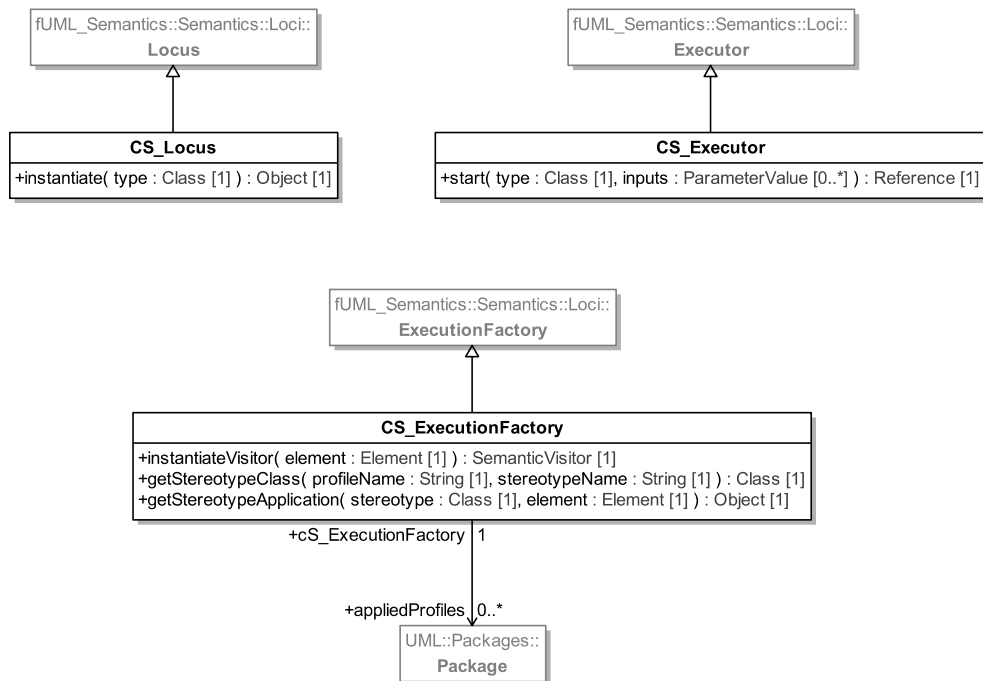 fUML_Semantics::Semantics::Loci::
Locus
fUML_Semantics::Semantics::Loci::
Executor
CS_Locus
+instantiate( type : Class [1] ) : Object [1]
CS_Executor
+start( type : Class [1], inputs : ParameterValue [0..*] ) : Reference [1]
fUML_Semantics::Semantics::Loci::
ExecutionFactory
CS_ExecutionFactory
+instantiateVisitor( element : Element [1] ) : SemanticVisitor [1]
+getStereotypeClass( profileName : String [1], stereotypeName : String [1] ) : Class [1]
+getStereotypeApplication( stereotype : Class [1], element : Element [1] ) : Object [1]
+cS_ExecutionFactory 1
+appliedProfiles 0..*
UML::Packages::
Package